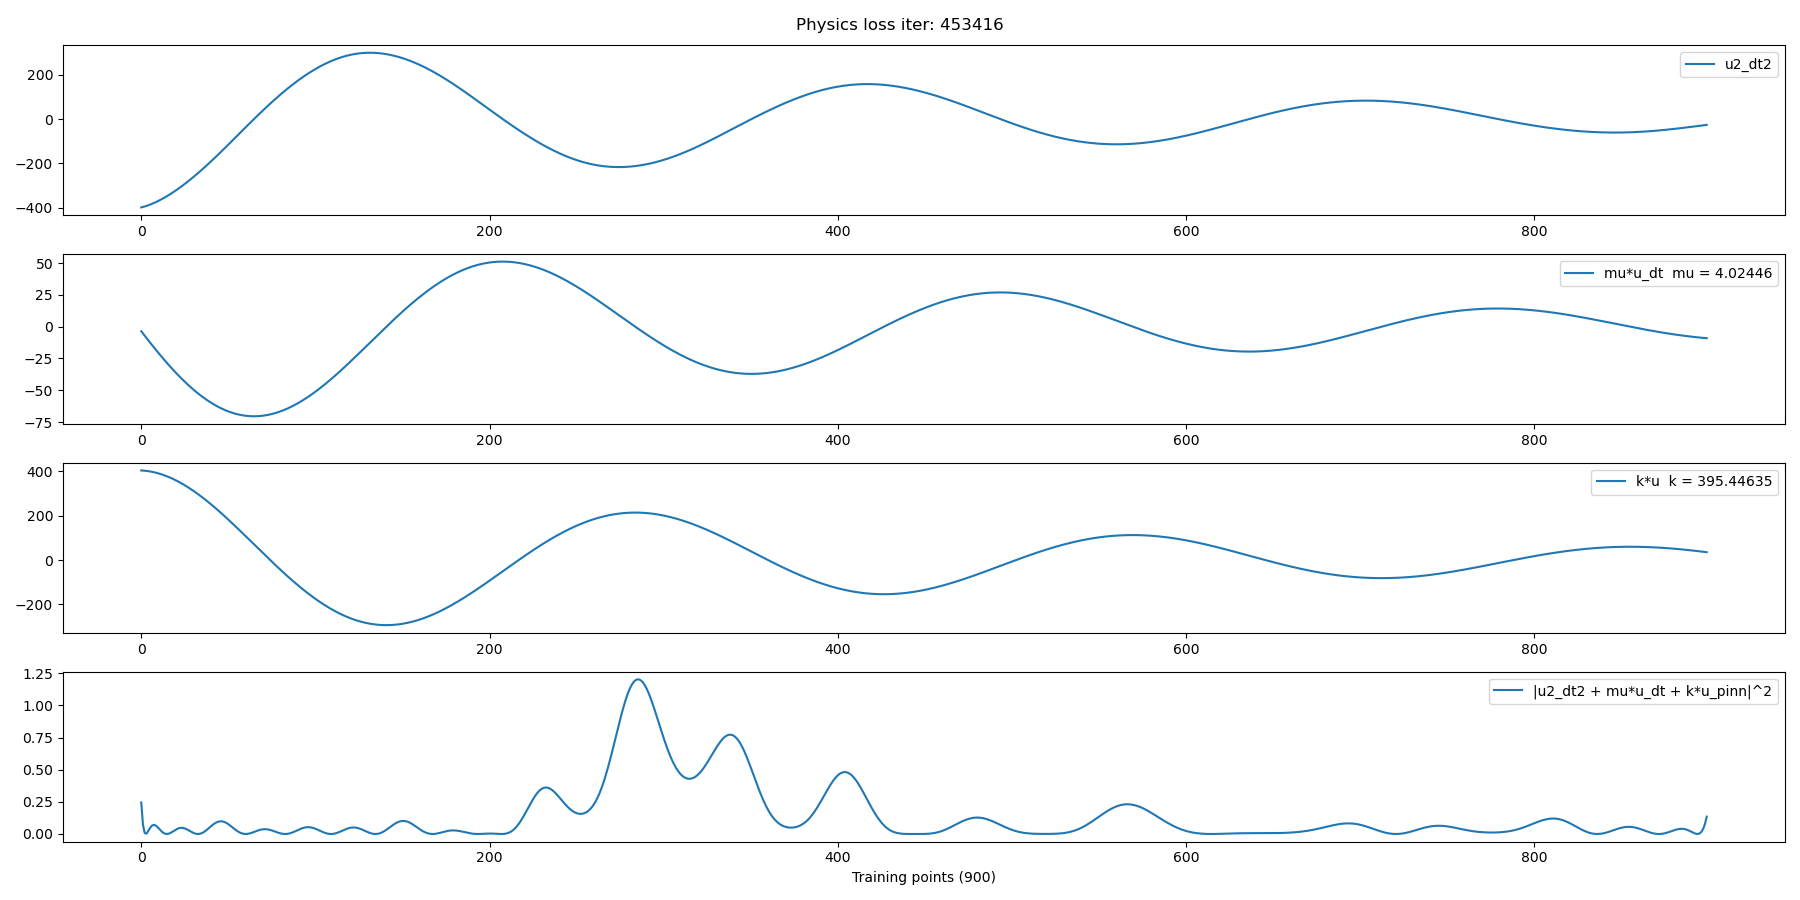 Physics loss iter: 453416
200
0
−200
−400
u2_dt2
0 200 400 600 800
50
25
0
−25
−50
−75
mu*u_dt  mu = 4.02446
0 200 400 600 800
400
200
0
−200
k*u  k = 395.44635
0 200 400 600 800
1.25
1.00
0.75
0.50
0.25
0.00
|u2_dt2 + mu*u_dt + k*u_pinn|^2
0 200 400 600 800
Training points (900)